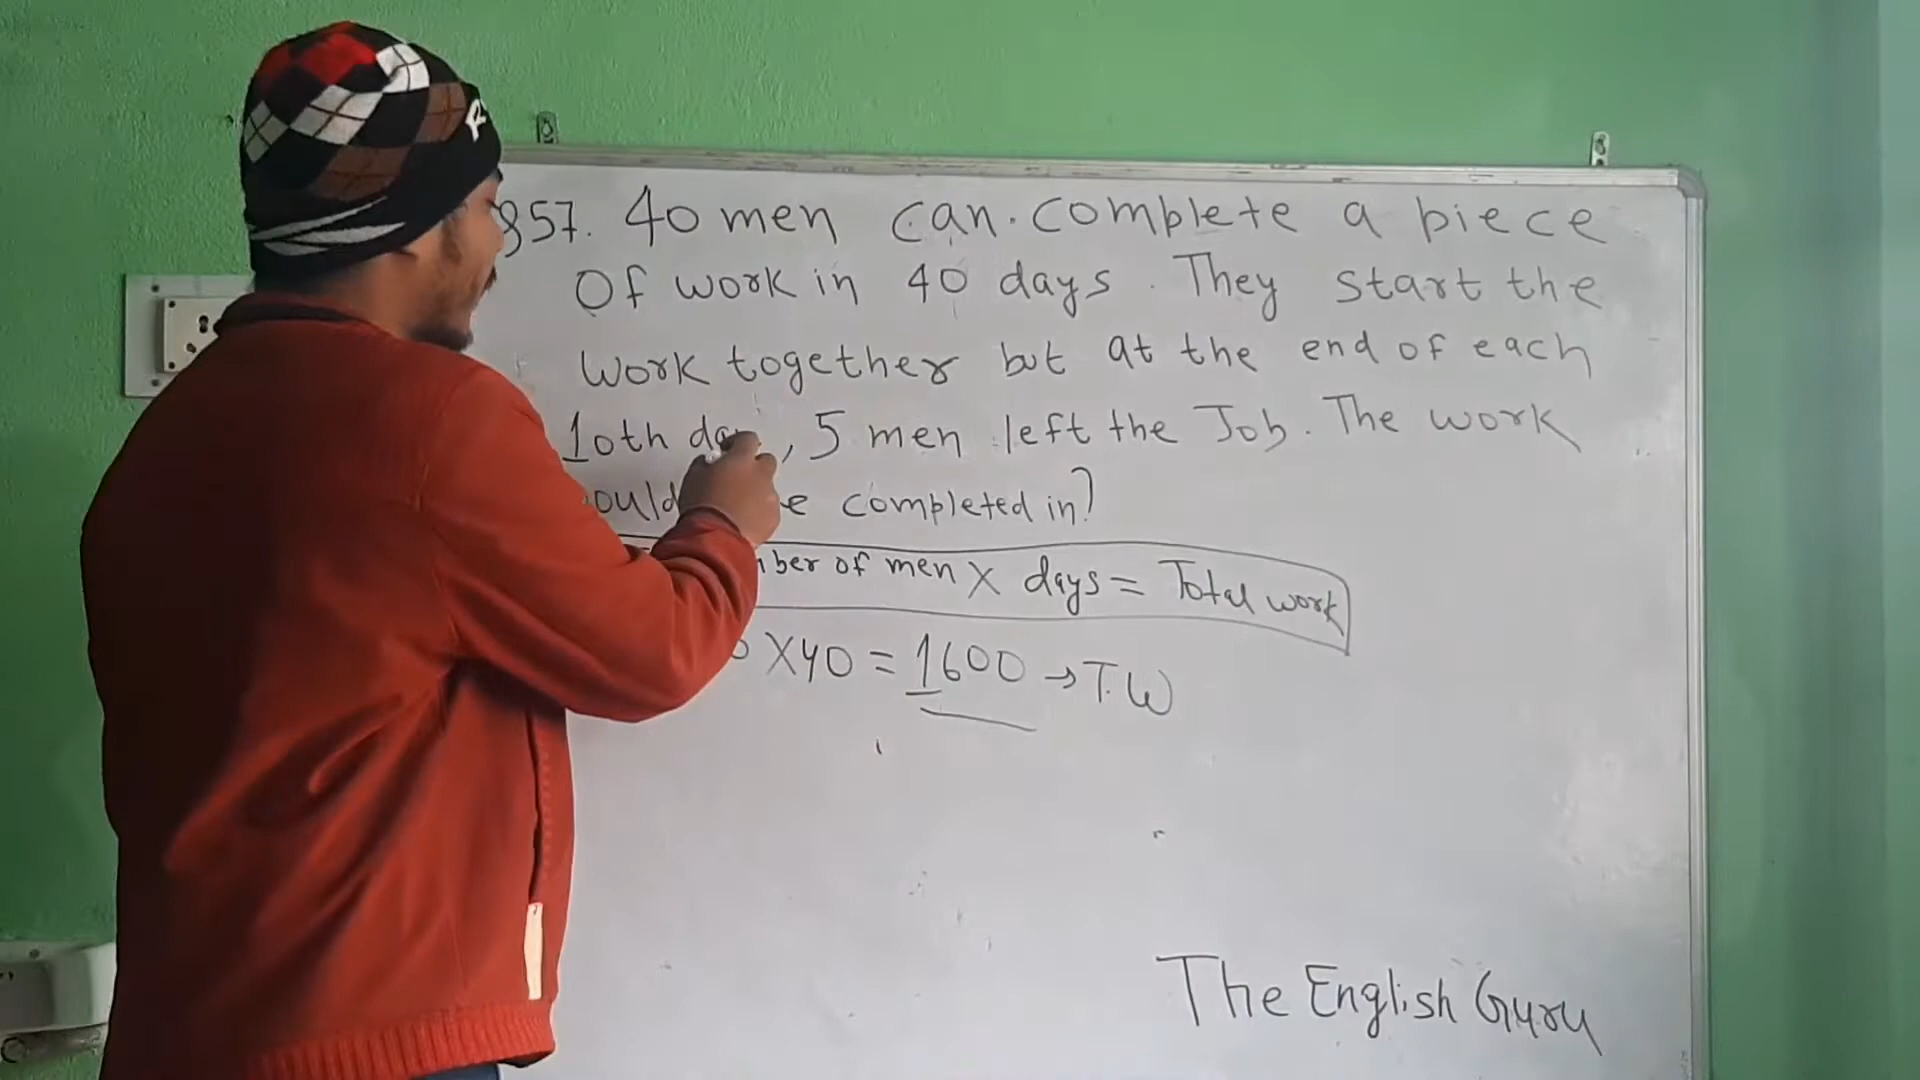 857. 40 men can complete a piece
Of work in 40 days. They start the
work together but at the end of each
10th day, 5 men left the Job. The work
completed in?
of men X days = Total work
X40 = 1600 → T.W
The English Guru